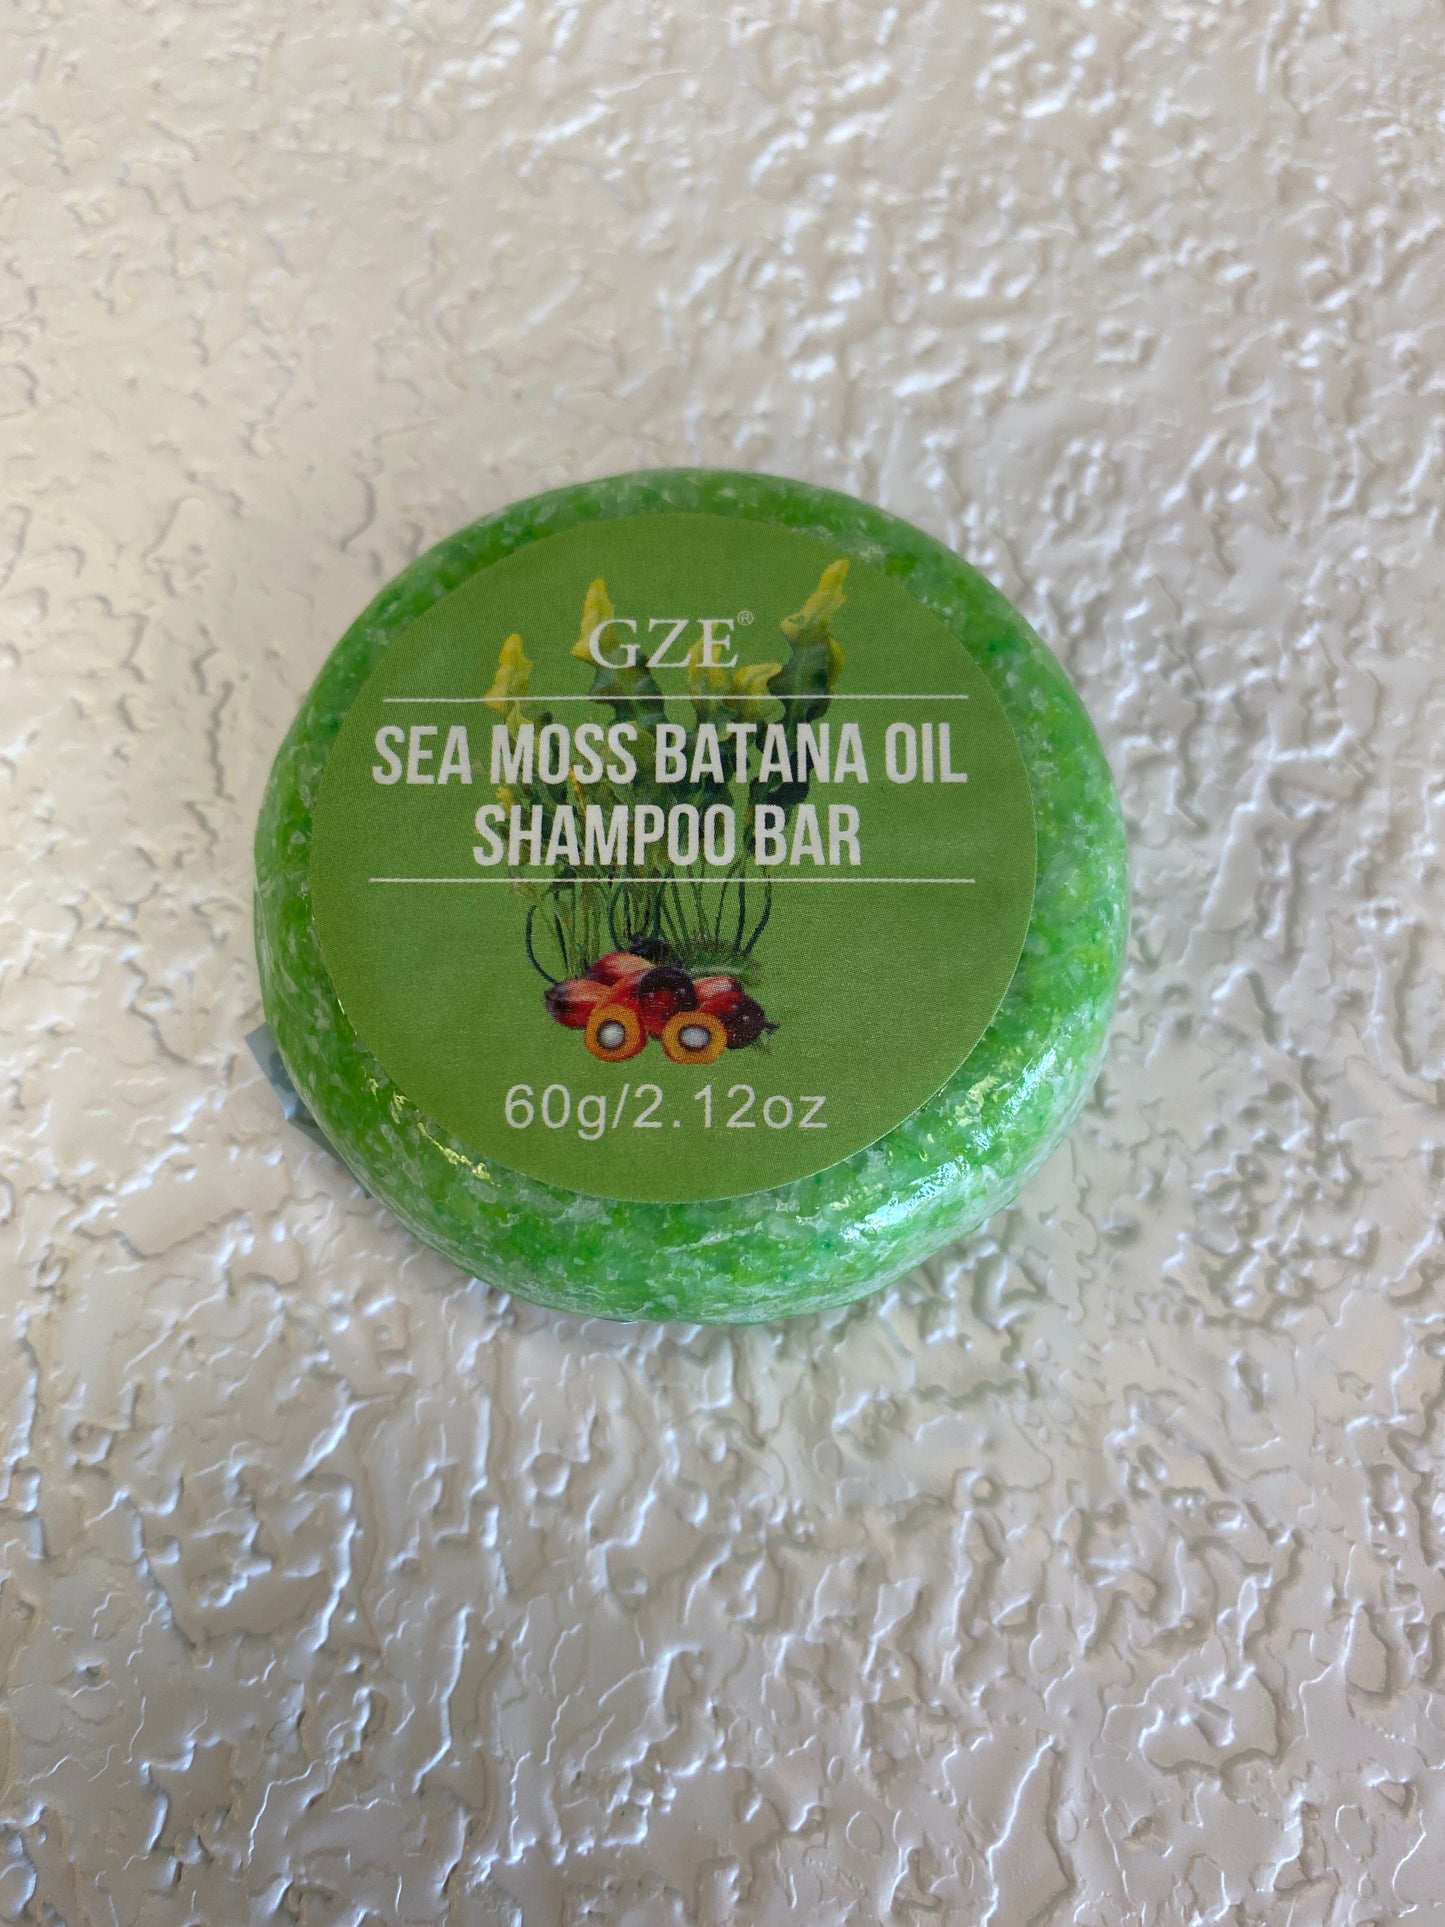 GZE®
SEA MOSS BATANA OIL
SHAMPOO BAR
60g/2.12oz